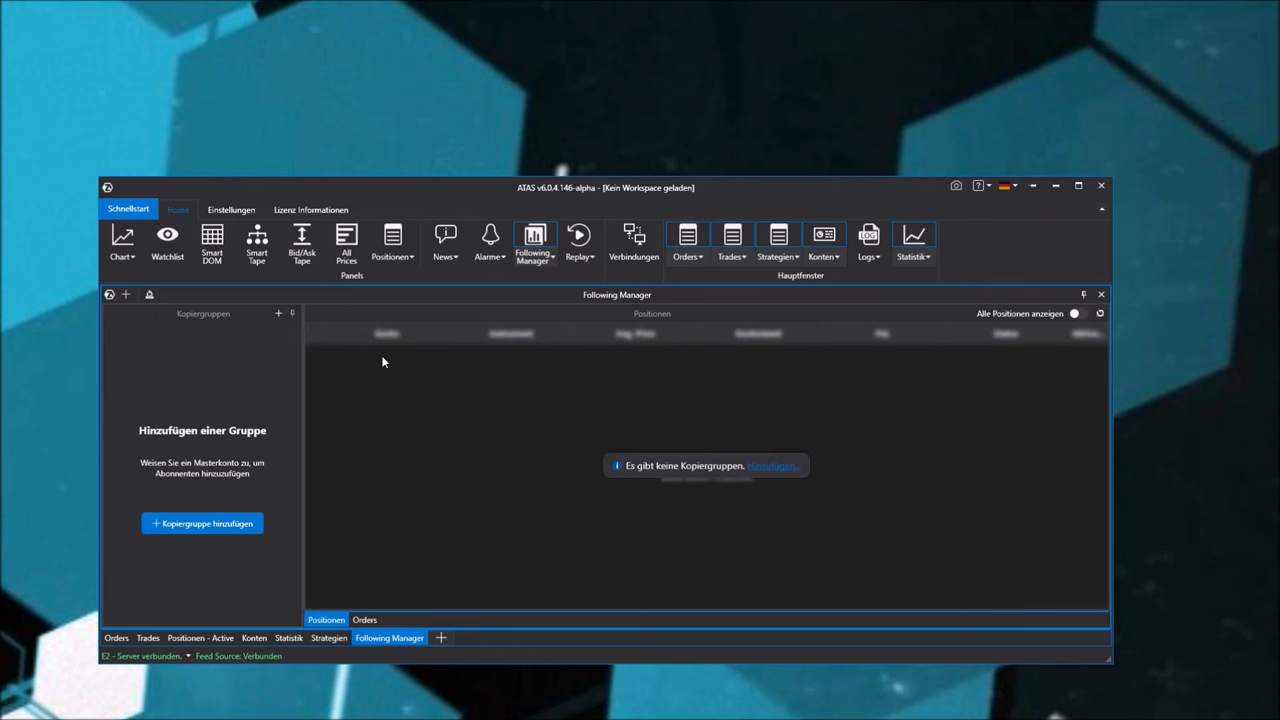 ATAS v6.0.4.146-alpha - [Kein Workspace geladen]
Schnellstart Home Einstellungen Lizenz Informationen
Chart Watchlist Smart DOM Smart Tape Bid/Ask Tape All Prices Positionen News Alarme Following Manager Replay Verbindungen Orders Trades Strategien Konten LOG Logs Statistik
Panels Hauptfenster
Following Manager
Kopiergruppen Positionen Alle Positionen anzeigen
Hinzufügen einer Gruppe
Weisen Sie ein Masterkonto zu, um
Abonnenten hinzuzufügen
Es gibt keine Kopiergruppen. Hinzufügen...
Kopiergruppe hinzufügen
Positionen Orders
Orders Trades Positionen - Active Konten Statistik Strategien Following Manager
E2 - Server verbunden. Feed Source: Verbunden